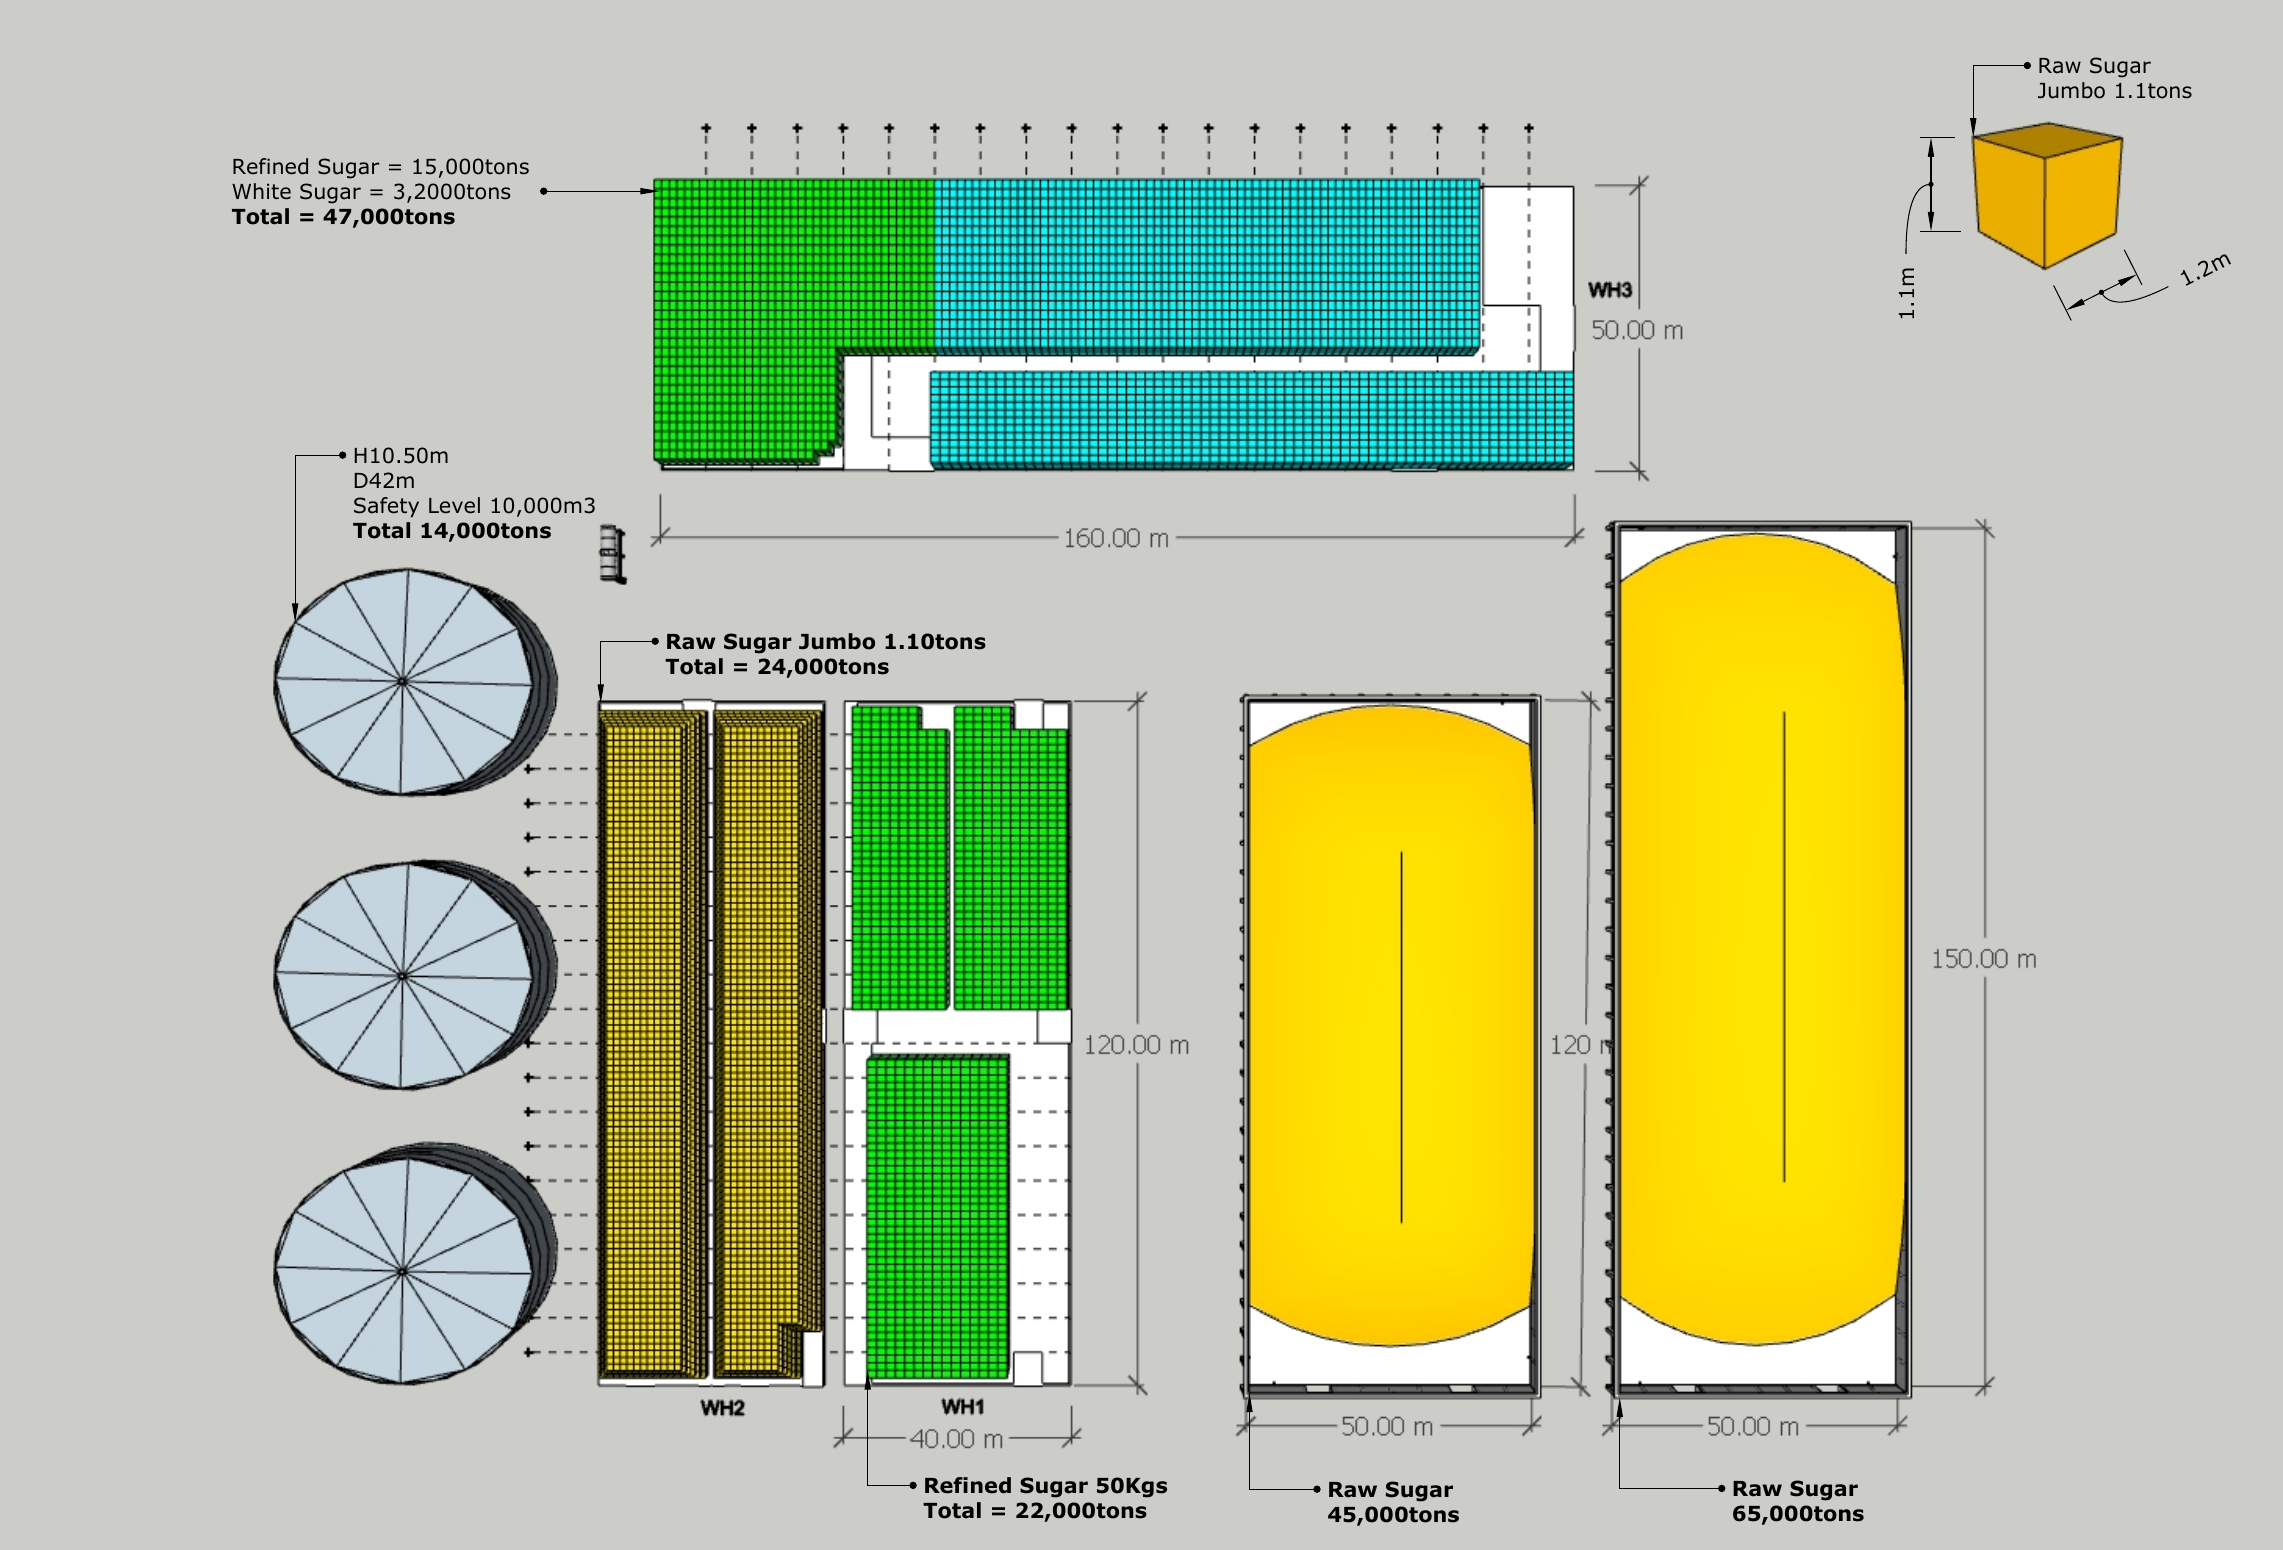 Raw Sugar
Jumbo 1.1tons
1.1m
1.2m
Refined Sugar = 15,000tons
White Sugar = 3,2000tons
Total = 47,000tons
WH3
50.00 m
160.00 m
H10.50m
D42m
Safety Level 10,000m3
Total 14,000tons
Raw Sugar Jumbo 1.10tons
Total = 24,000tons
120.00 m
120 m
150.00 m
WH2
WH1
40.00 m
50.00 m
50.00 m
Refined Sugar 50Kgs
Total = 22,000tons
Raw Sugar
45,000tons
Raw Sugar
65,000tons